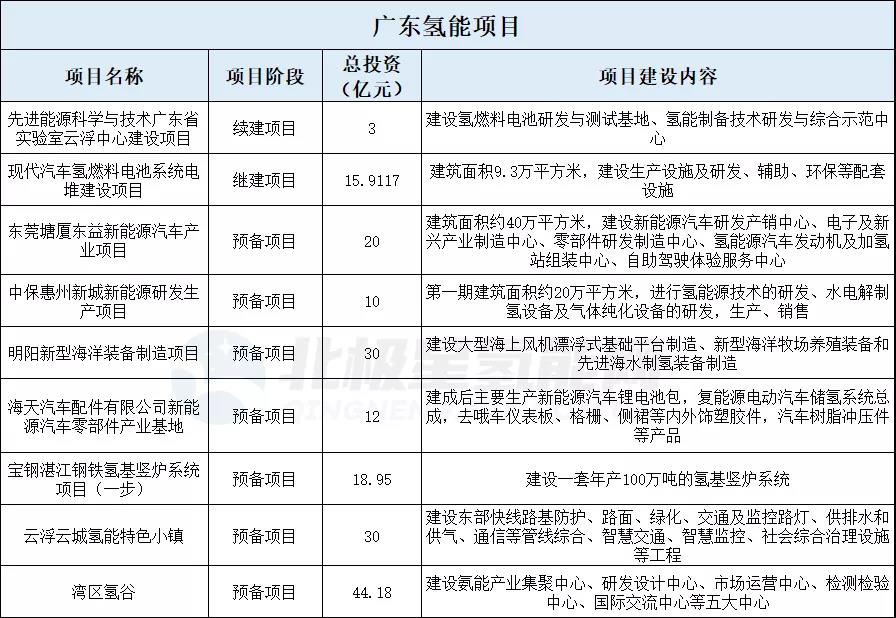 广东氢能项目
项目名称
项目阶段
总投资
（亿元）
项目建设内容
先进能源科学与技术广东省
实验室云浮中心建设项目
续建项目
3
建设氢燃料电池研发与测试基地、氢能制备技术研发与综合示范中
心
现代汽车氢燃料电池系统电
堆建设项目
继建项目
15.9117
建筑面积9.3万平方米，建设生产设施及研发、辅助、环保等配套
设施
东莞塘厦东益新能源汽车产
业项目
预备项目
20
建筑面积约40万平方米，建设新能源汽车研发产销中心、电子及新
兴产业制造中心、零部件研发制造中心、氢能源汽车发动机及加氢
站组装中心、自助驾驶体验服务中心
中保惠州新城新能源研发生
产项目
预备项目
10
第一期建筑面积约20万平方米，进行氢能源技术的研发、水电解制
氢设备及气体纯化设备的研发，生产、销售
明阳新型海洋装备制造项目
预备项目
30
建设大型海上风机漂浮式基础平台制造、新型海洋牧场养殖装备和
先进海水制氢装备制造
海天汽车配件有限公司新能
源汽车零部件产业基地
预备项目
12
建成后主要生产新能源汽车锂电池包，复能源电动汽车储氢系统总
成，去哦车仪表板、格栅、侧裙等内外饰塑胶件，汽车树脂冲压件
等产品
宝钢湛江钢铁氢基竖炉系统
项目（一步）
预备项目
18.95
建设一套年产100万吨的氢基竖炉系统
云浮云城氢能特色小镇
预备项目
30
建设东部快线路基防护、路面、绿化、交通及监控路灯、供排水和
供气、通信等管线综合、智慧交通、智慧监控、社会综合治理设施
等工程
湾区氢谷
预备项目
44.18
建设氨能产业集聚中心、研发设计中心、市场运营中心、检测检验
中心、国际交流中心等五大中心
北极星氢能网